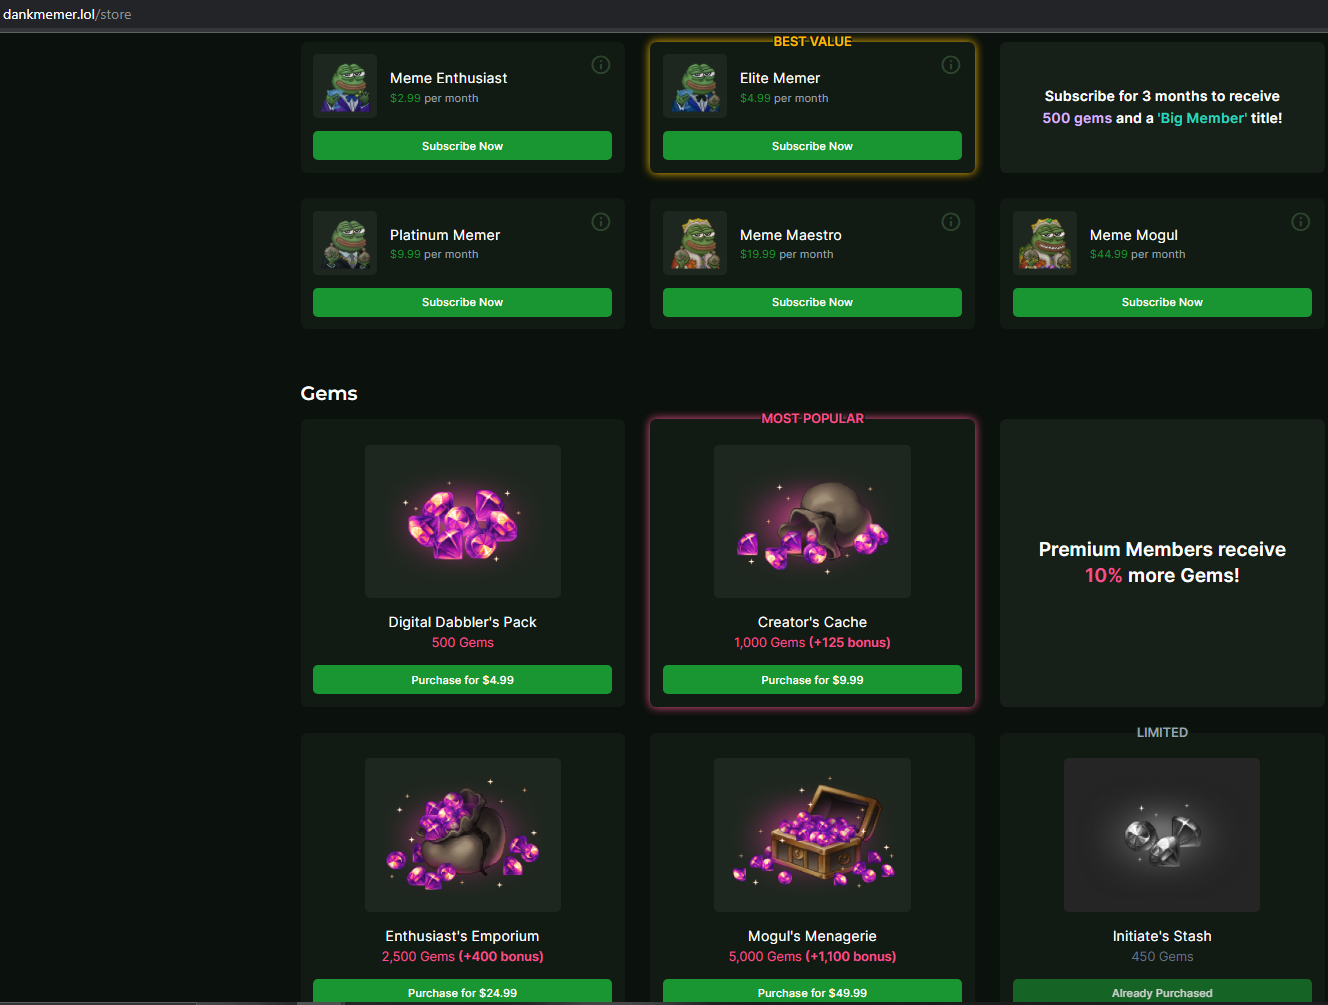 dankmemer.lol/store
BEST VALUE
Meme Enthusiast
$2.99 per month
Subscribe Now
Elite Memer
$4.99 per month
Subscribe Now
Subscribe for 3 months to receive
500 gems and a 'Big Member' title!
Platinum Memer
$9.99 per month
Subscribe Now
Meme Maestro
$19.99 per month
Subscribe Now
Meme Mogul
$44.99 per month
Subscribe Now
Gems
Digital Dabbler's Pack
500 Gems
Purchase for $4.99
MOST POPULAR
Creator's Cache
1,000 Gems (+125 bonus)
Purchase for $9.99
Premium Members receive
10% more Gems!
Enthusiast's Emporium
2,500 Gems (+400 bonus)
Purchase for $24.99
Mogul's Menagerie
5,000 Gems (+1,100 bonus)
Purchase for $49.99
LIMITED
Initiate's Stash
450 Gems
Already Purchased